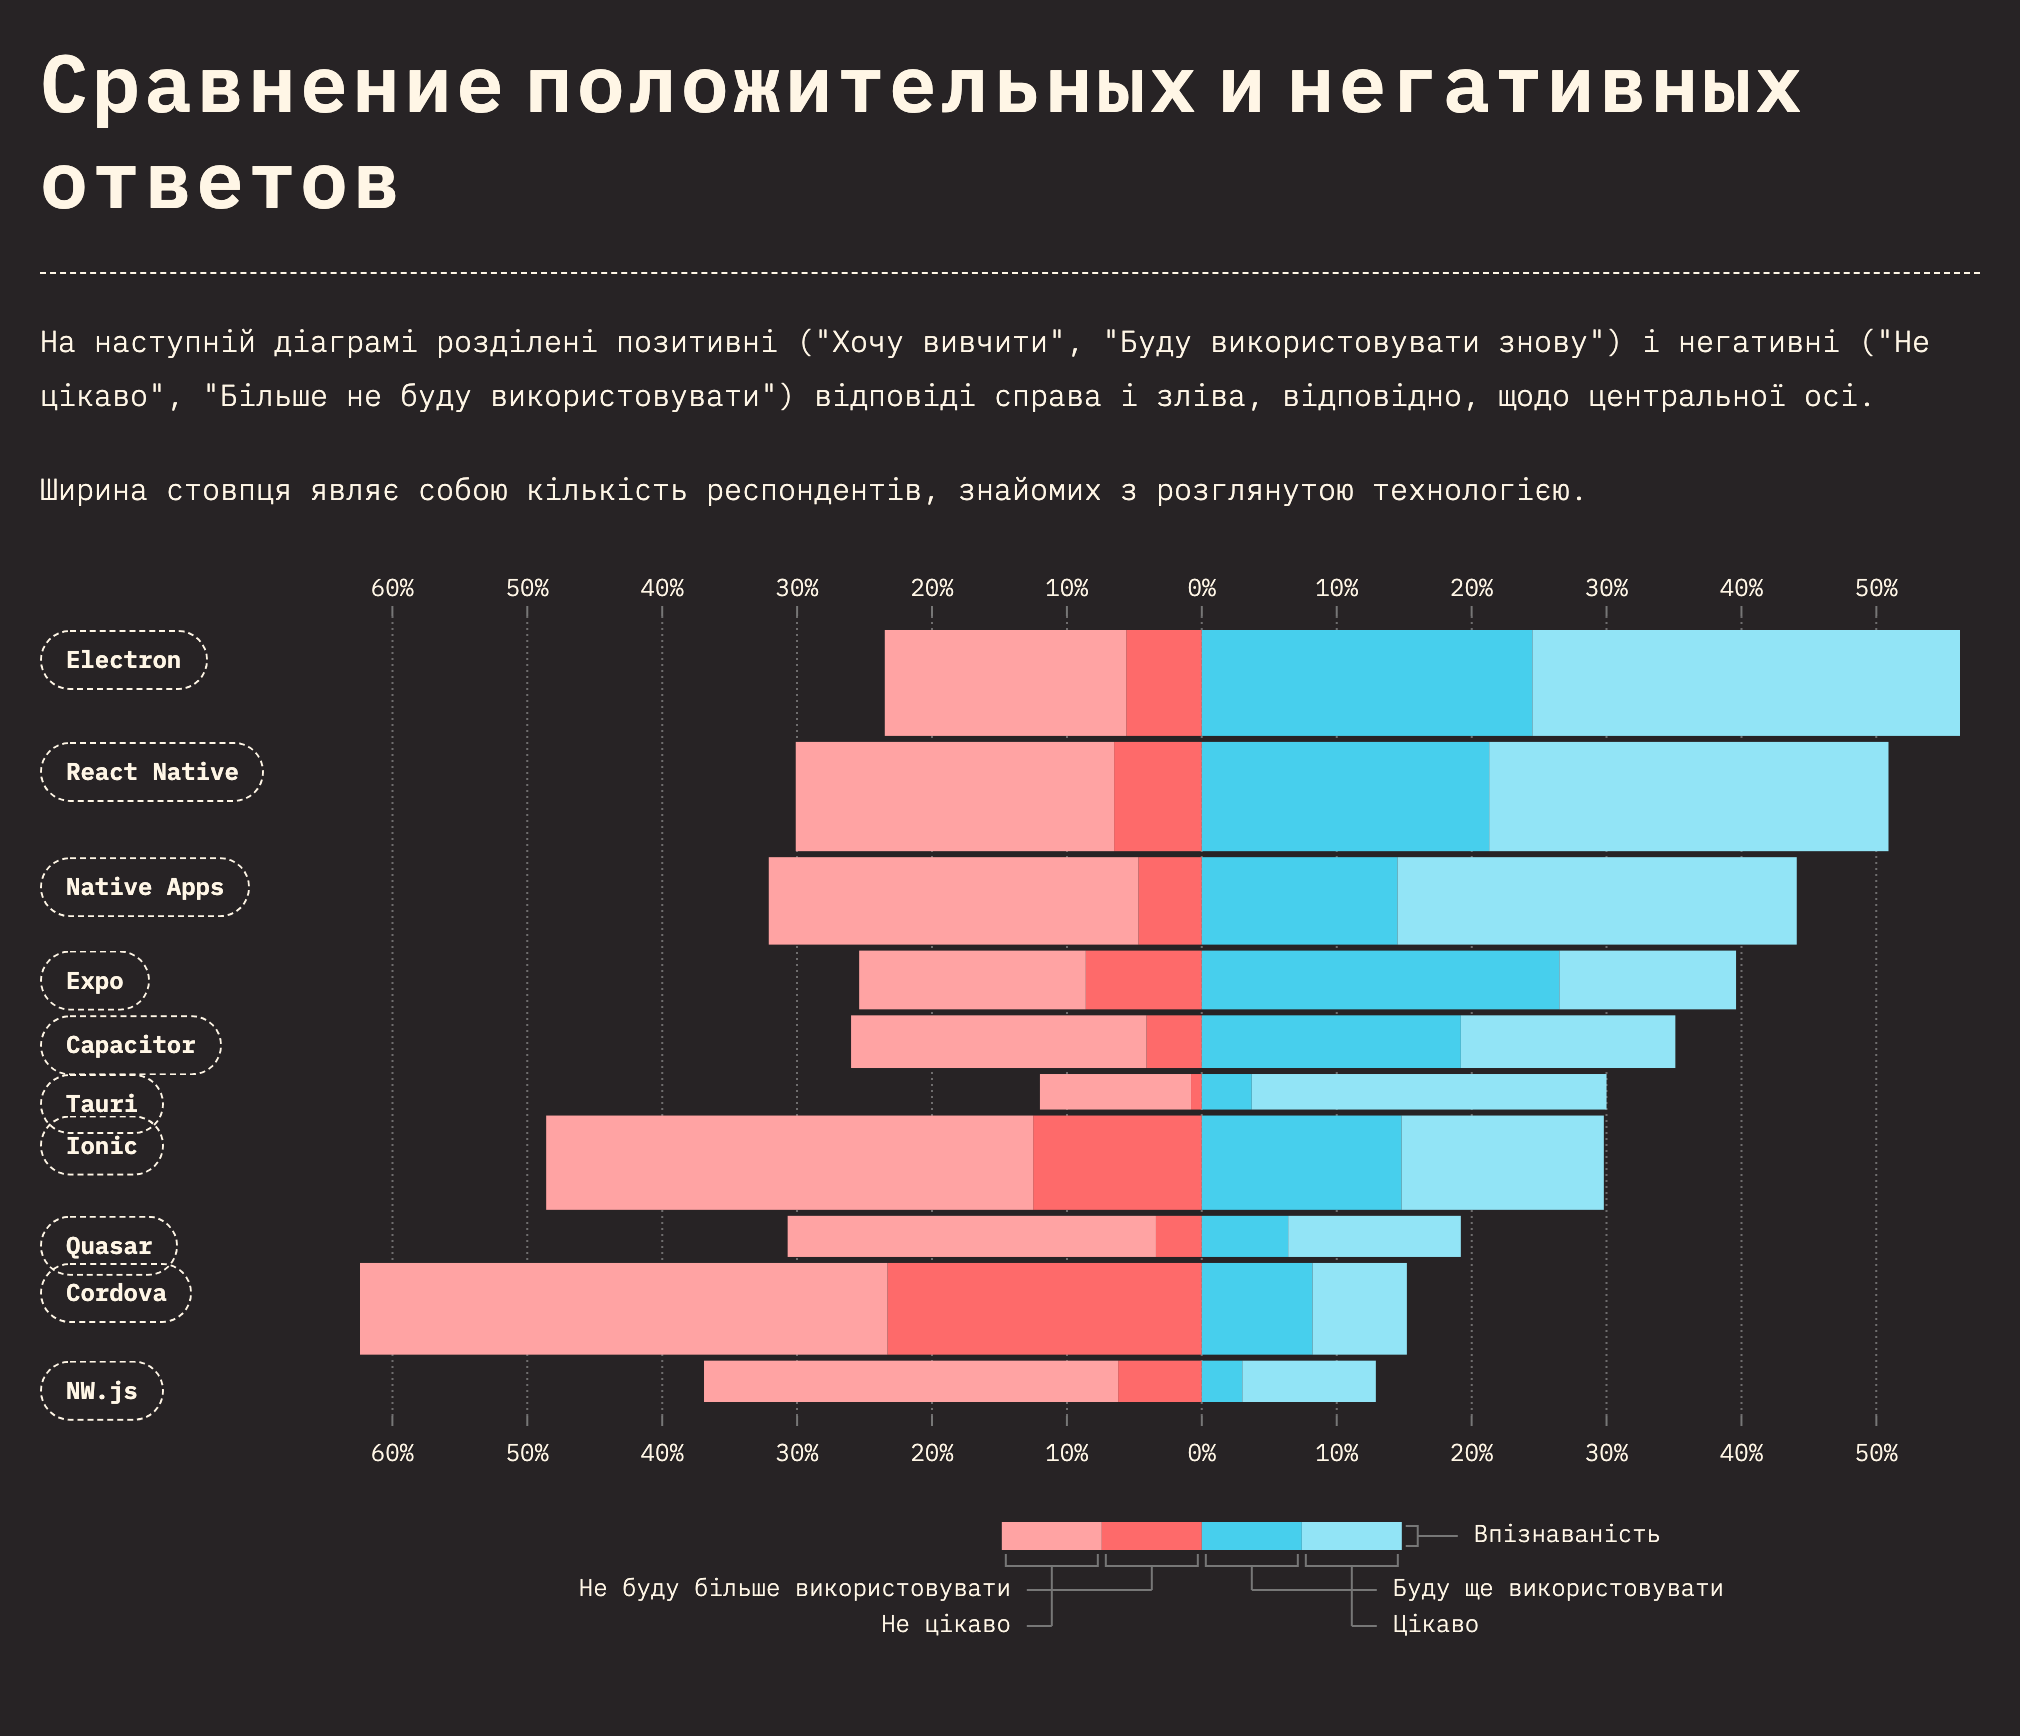 Сравнение положительных и негативных
ответов
На наступній діаграмі розділені позитивні ("Хочу вивчити", "Буду використовувати знову") і негативні ("Не
цікаво", "Більше не буду використовувати") відповіді справа і зліва, відповідно, щодо центральної осі.
Ширина стовпця являє собою кількість респондентів, знайомих з розглянутою технологією.
60% 50% 40% 30% 20% 10% 0% 10% 20% 30% 40% 50%
Electron
React Native
Native Apps
Expo
Capacitor
Tauri
Ionic
Quasar
Cordova
NW.js
60% 50% 40% 30% 20% 10% 0% 10% 20% 30% 40% 50%
Впізнаваність
Не буду більше використовувати Буду ще використовувати
Не цікаво Цікаво